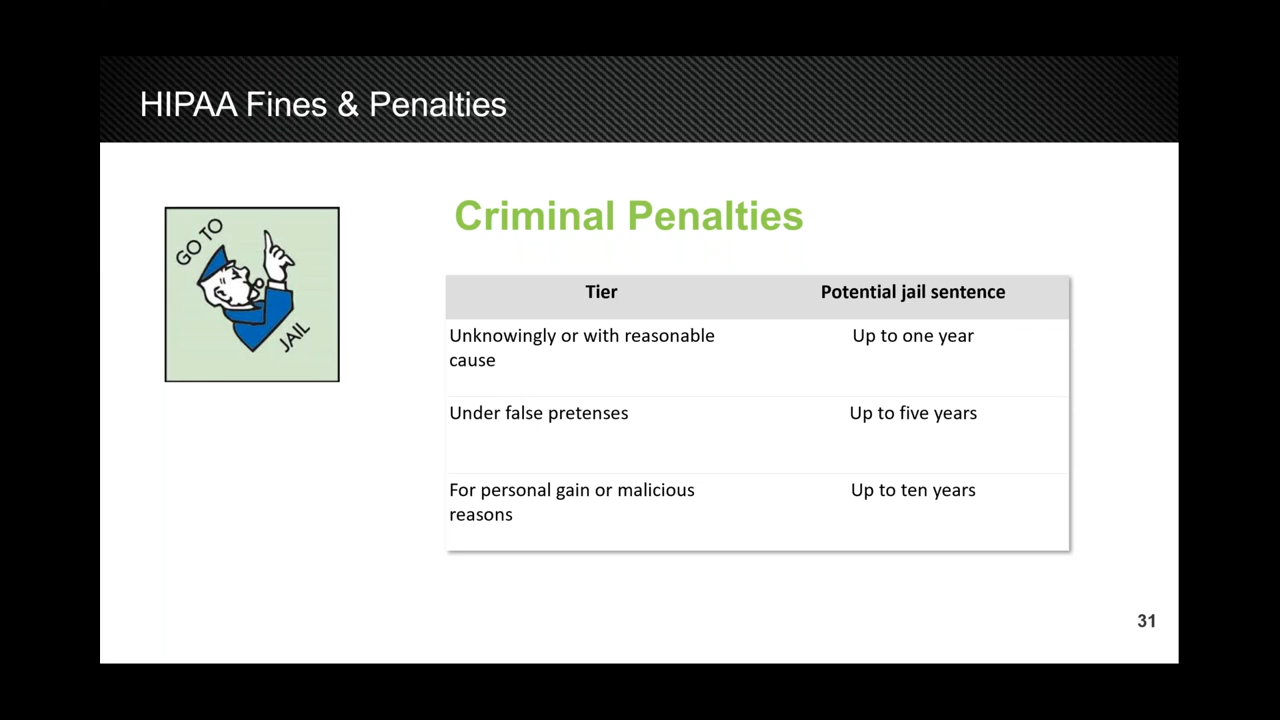 HIPAA Fines & Penalties
GO TO
JAIL
Criminal Penalties
Tier Potential jail sentence
Unknowingly or with reasonable Up to one year
cause
Under false pretenses Up to five years
For personal gain or malicious Up to ten years
reasons
31